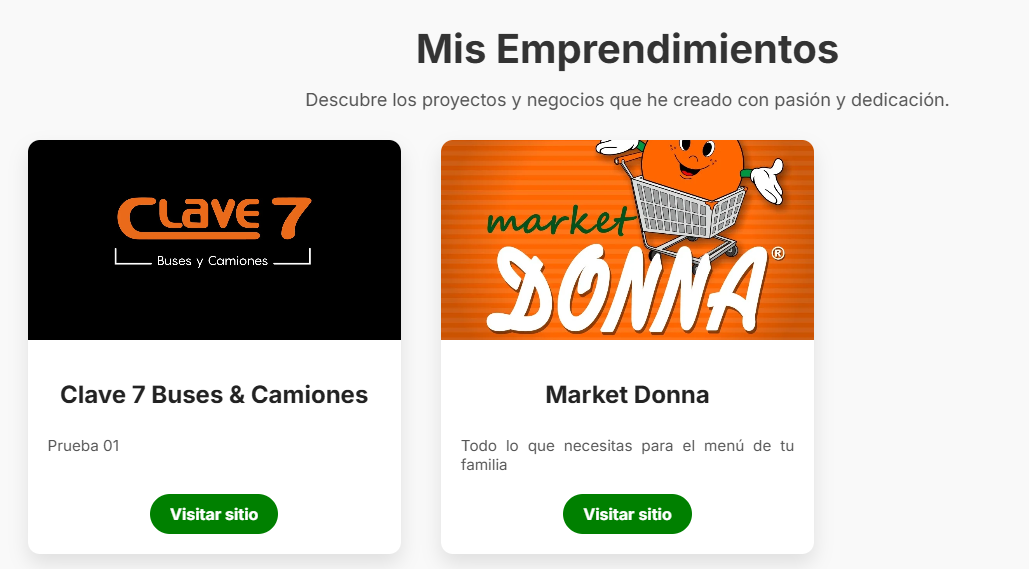 Mis Emprendimientos
Descubre los proyectos y negocios que he creado con pasión y dedicación.
CLAVE 7
Buses y Camiones
market
DONNA®
Clave 7 Buses & Camiones
Market Donna
Prueba 01
Todo lo que necesitas para el menú de tu
familia
Visitar sitio
Visitar sitio